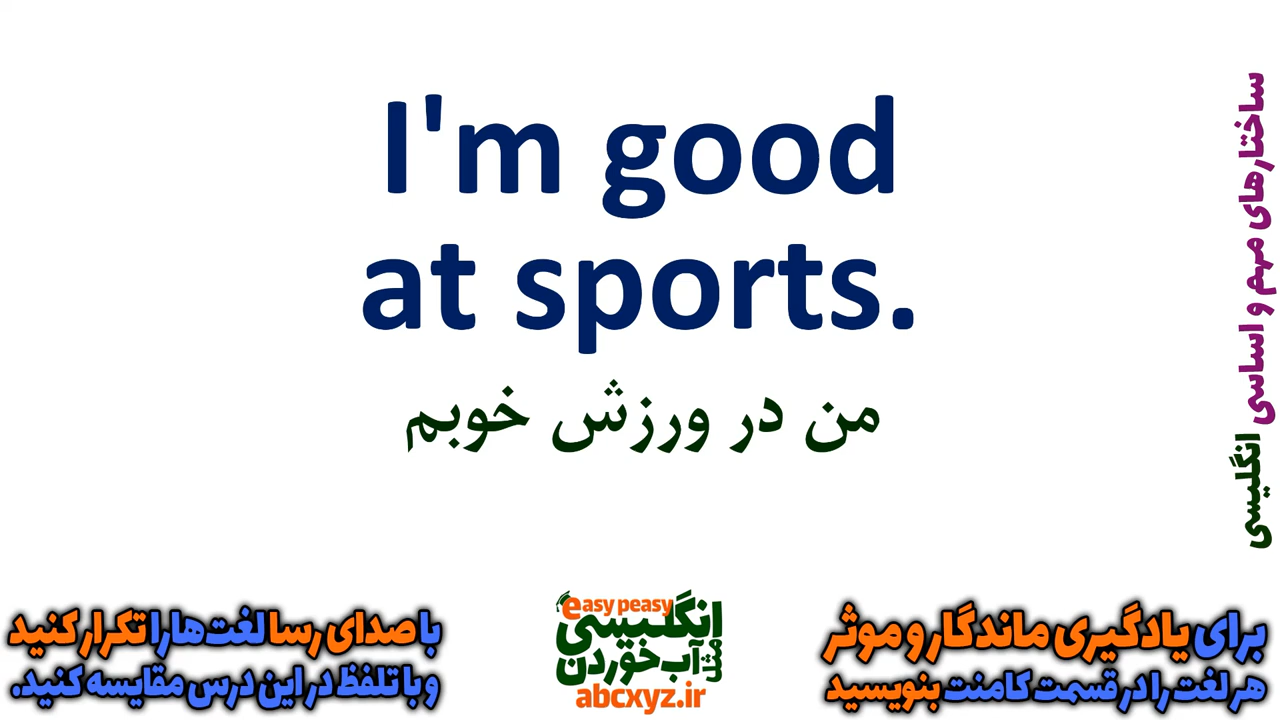 I'm good
at sports.
من در ورزش خوبم
ساختارهای مهم و اساسی انگلیسی
برای یادگیری ماندگار و موثر
هر لغت را در قسمت کامنت بنویسید
easy peasy
انگلیسی
مثل آب خوردن
abcxyz.ir
با صدای رسا لغت‌ها را تکرار کنید
و با تلفظ در این درس مقایسه کنید.